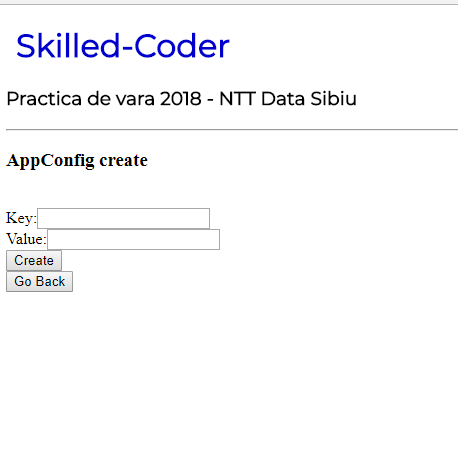 Skilled-Coder
Practica de vara 2018 - NTT Data Sibiu
AppConfig create
Key:
Value:
Create
Go Back